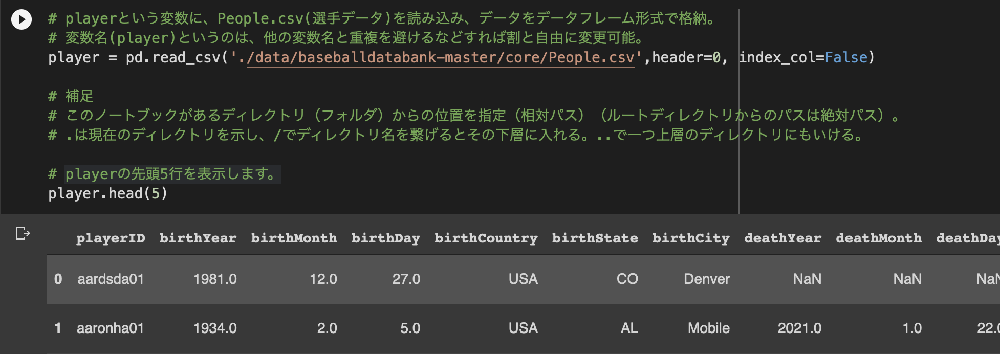 # playerという変数に、People.csv(選手データ)を読み込み、データをデータフレーム形式で格納。
# 変数名(player)というのは、他の変数名と重複を避けるなどすれば割と自由に変更可能。
player = pd.read_csv('./data/baseballdatabank-master/core/People.csv',header=0, index_col=False)
# 補足
# このノートブックがあるディレクトリ（フォルダ）からの位置を指定（相対パス）（ルートディレクトリからのパスは絶対パス）。
# .は現在のディレクトリを示し、/でディレクトリ名を繋げるとその下層に入れる。..で一つ上層のディレクトリにもいける。
# playerの先頭5行を表示します。
player.head(5)
playerID birthYear birthMonth birthDay birthCountry birthState birthCity deathYear deathMonth deathDay
0 aardsda01 1981.0 12.0 27.0 USA CO Denver NaN NaN NaN
1 aaronha01 1934.0 2.0 5.0 USA AL Mobile 2021.0 1.0 22.0